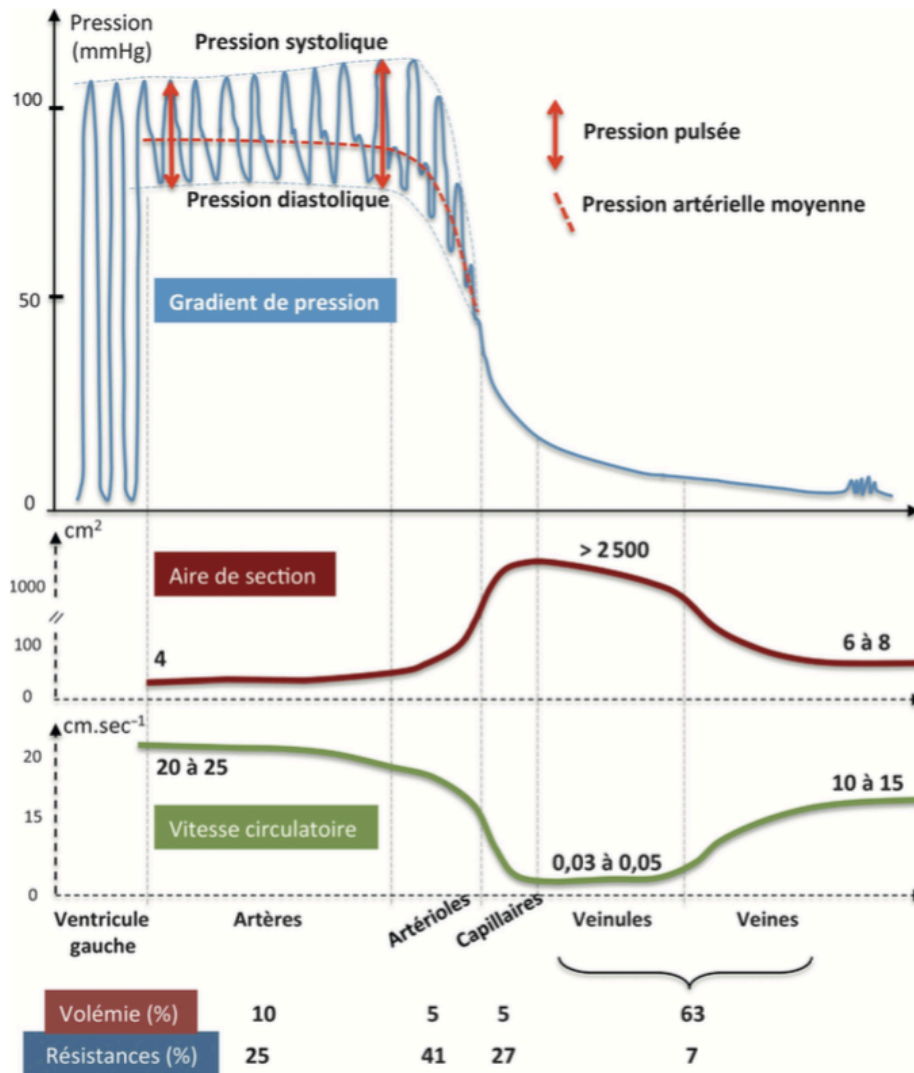 Pression
(mmHg)
Pression systolique
100
Pression pulsée
Pression diastolique
Pression artérielle moyenne
50
Gradient de pression
0
cm²
> 2 500
Aire de section
1000
100
4
6 à 8
0
cm.sec⁻¹
20
20 à 25
10 à 15
15
Vitesse circulatoire
0,03 à 0,05
0
Ventricule
gauche
Artères
Artérioles
Capillaires
Veinules
Veines
Volémie (%)
10
5
5
63
Résistances (%)
25
41
27
7